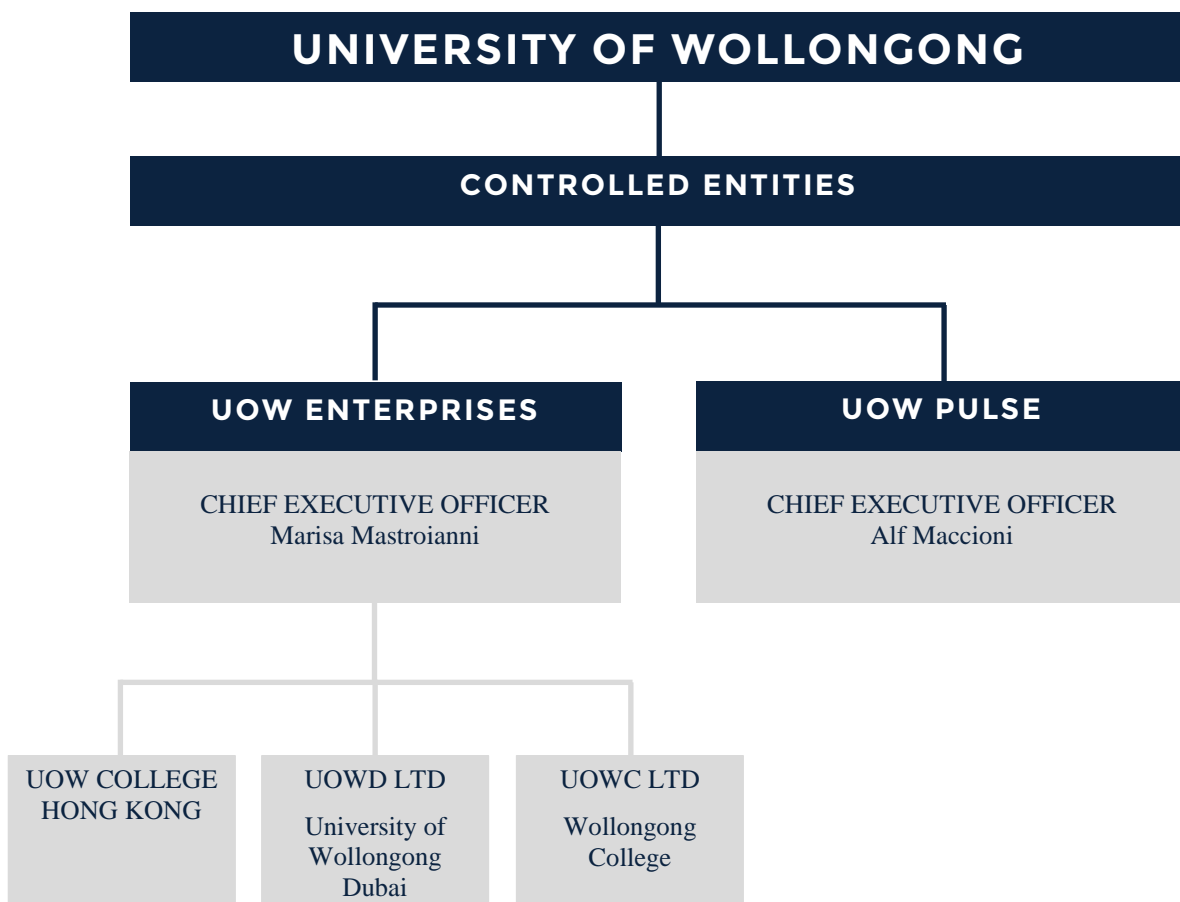 UNIVERSITY OF WOLLONGONG
CONTROLLED ENTITIES
UOW ENTERPRISES
CHIEF EXECUTIVE OFFICER
Marisa Mastroianni
UOW PULSE
CHIEF EXECUTIVE OFFICER
Alf Maccioni
UOW COLLEGE
HONG KONG
UOWD LTD
University of
Wollongong
Dubai
UOWC LTD
Wollongong
College